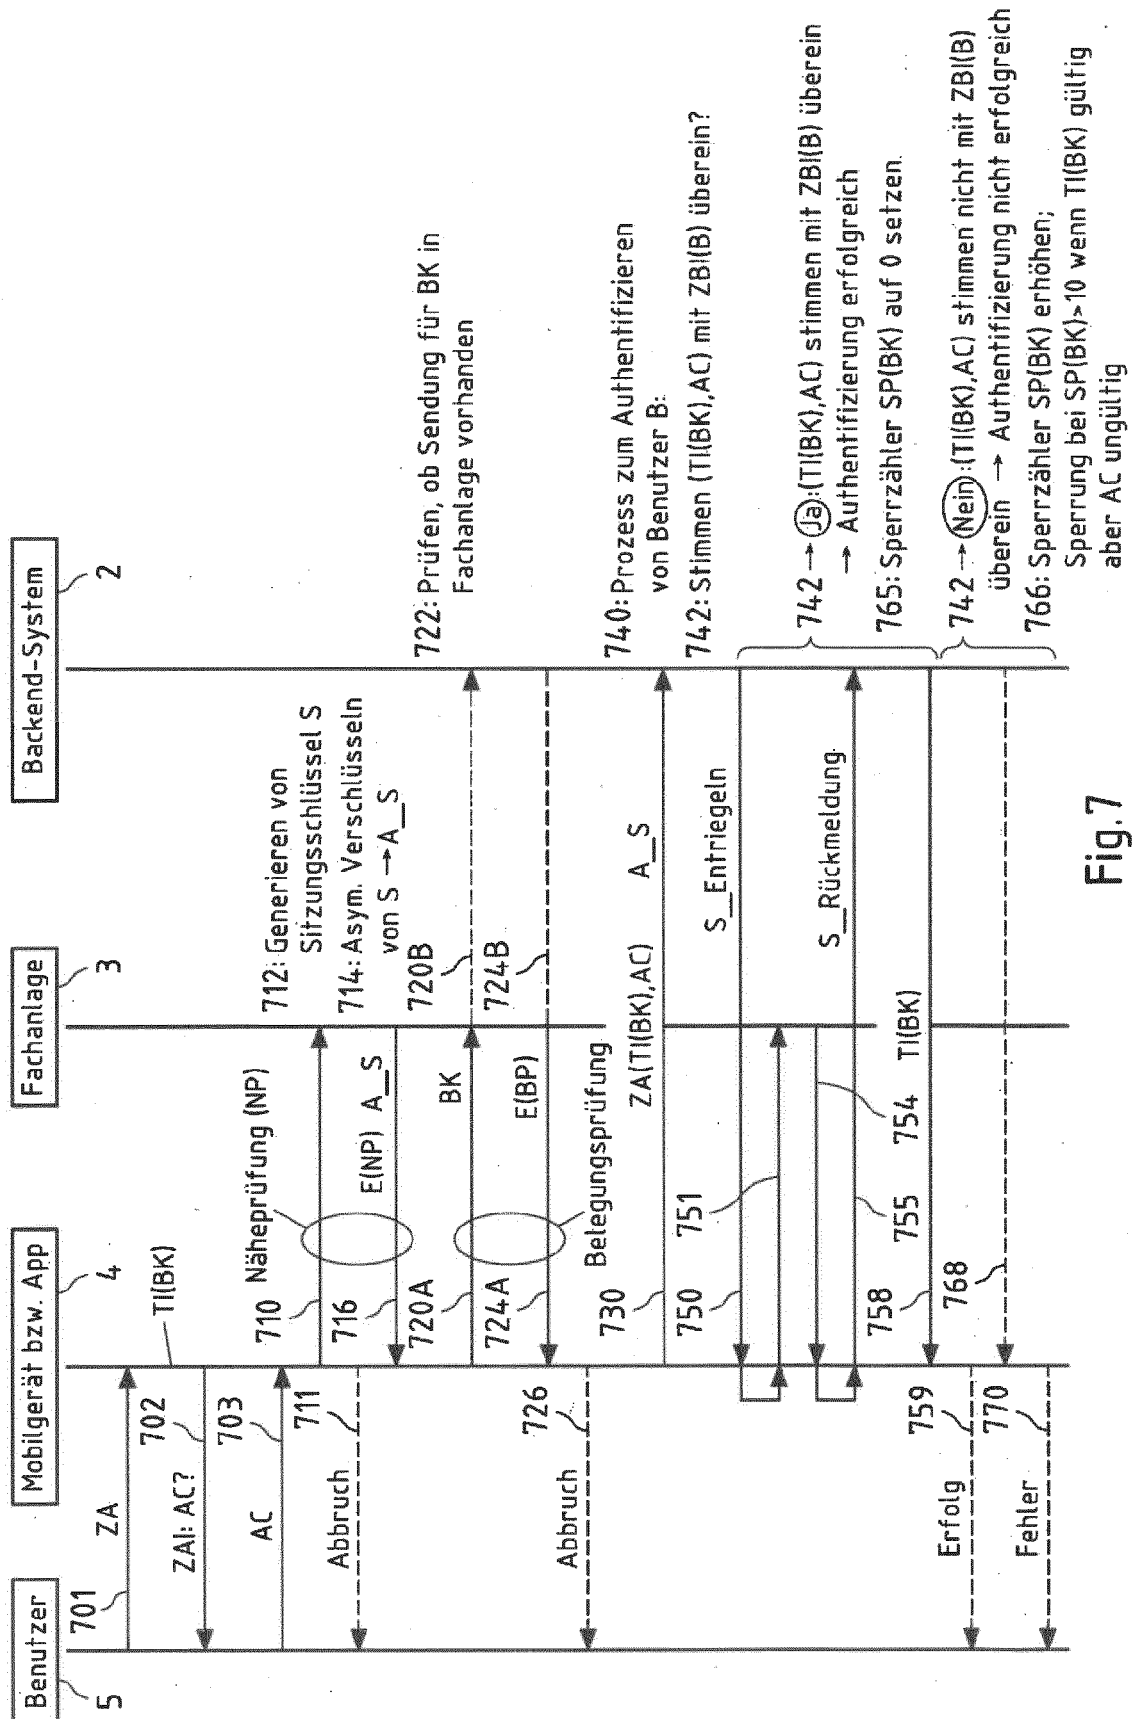 Benutzer
5
Mobilgerät bzw. App
4
Fachanlage
3
Backend-System
2
701
ZA
TI(BK)
702
ZAI: AC?
703
AC
Näheprüfung (NP)
710
712: Generieren von
Sitzungsschlüssel S
711
Abbruch
716
E(NP) A_S
714: Asym. Verschlüsseln
von S → A_S
720A
BK
720B
722: Prüfen, ob Sendung für BK in
Fachanlage vorhanden
724A
E(BP)
724B
726
Abbruch
Belegungsprüfung
730
ZA(TI(BK),AC) A_S
740: Prozess zum Authentifizieren
von Benutzer B:
742: Stimmen (TI(BK),AC) mit ZBI(B) überein?
750
S_Entriegeln
751
742 → Ja: (TI(BK),AC) stimmen mit ZBI(B) überein
→ Authentifizierung erfolgreich
765: Sperrzähler SP(BK) auf 0 setzen.
754
755
S_Rückmeldung
758
TI(BK)
759
Erfolg
742 → Nein: (TI(BK),AC) stimmen nicht mit ZBI(B)
überein → Authentifizierung nicht erfolgreich
766: Sperrzähler SP(BK) erhöhen;
Sperrung bei SP(BK)>10 wenn TI(BK) gültig
aber AC ungültig
768
770
Fehler
Fig.7